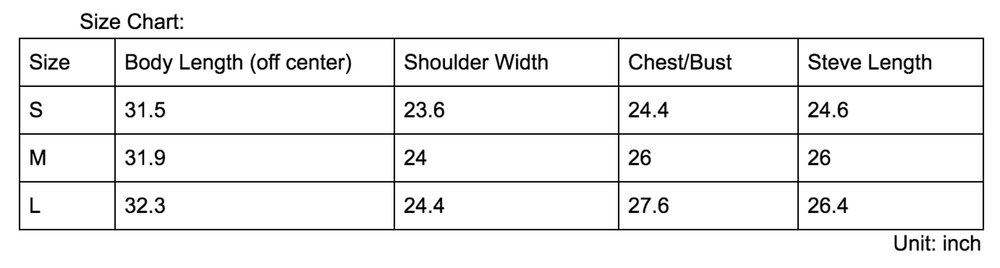 Size Chart:
Size Body Length (off center) Shoulder Width Chest/Bust Steve Length
S 31.5 23.6 24.4 24.6
M 31.9 24 26 26
L 32.3 24.4 27.6 26.4
Unit: inch